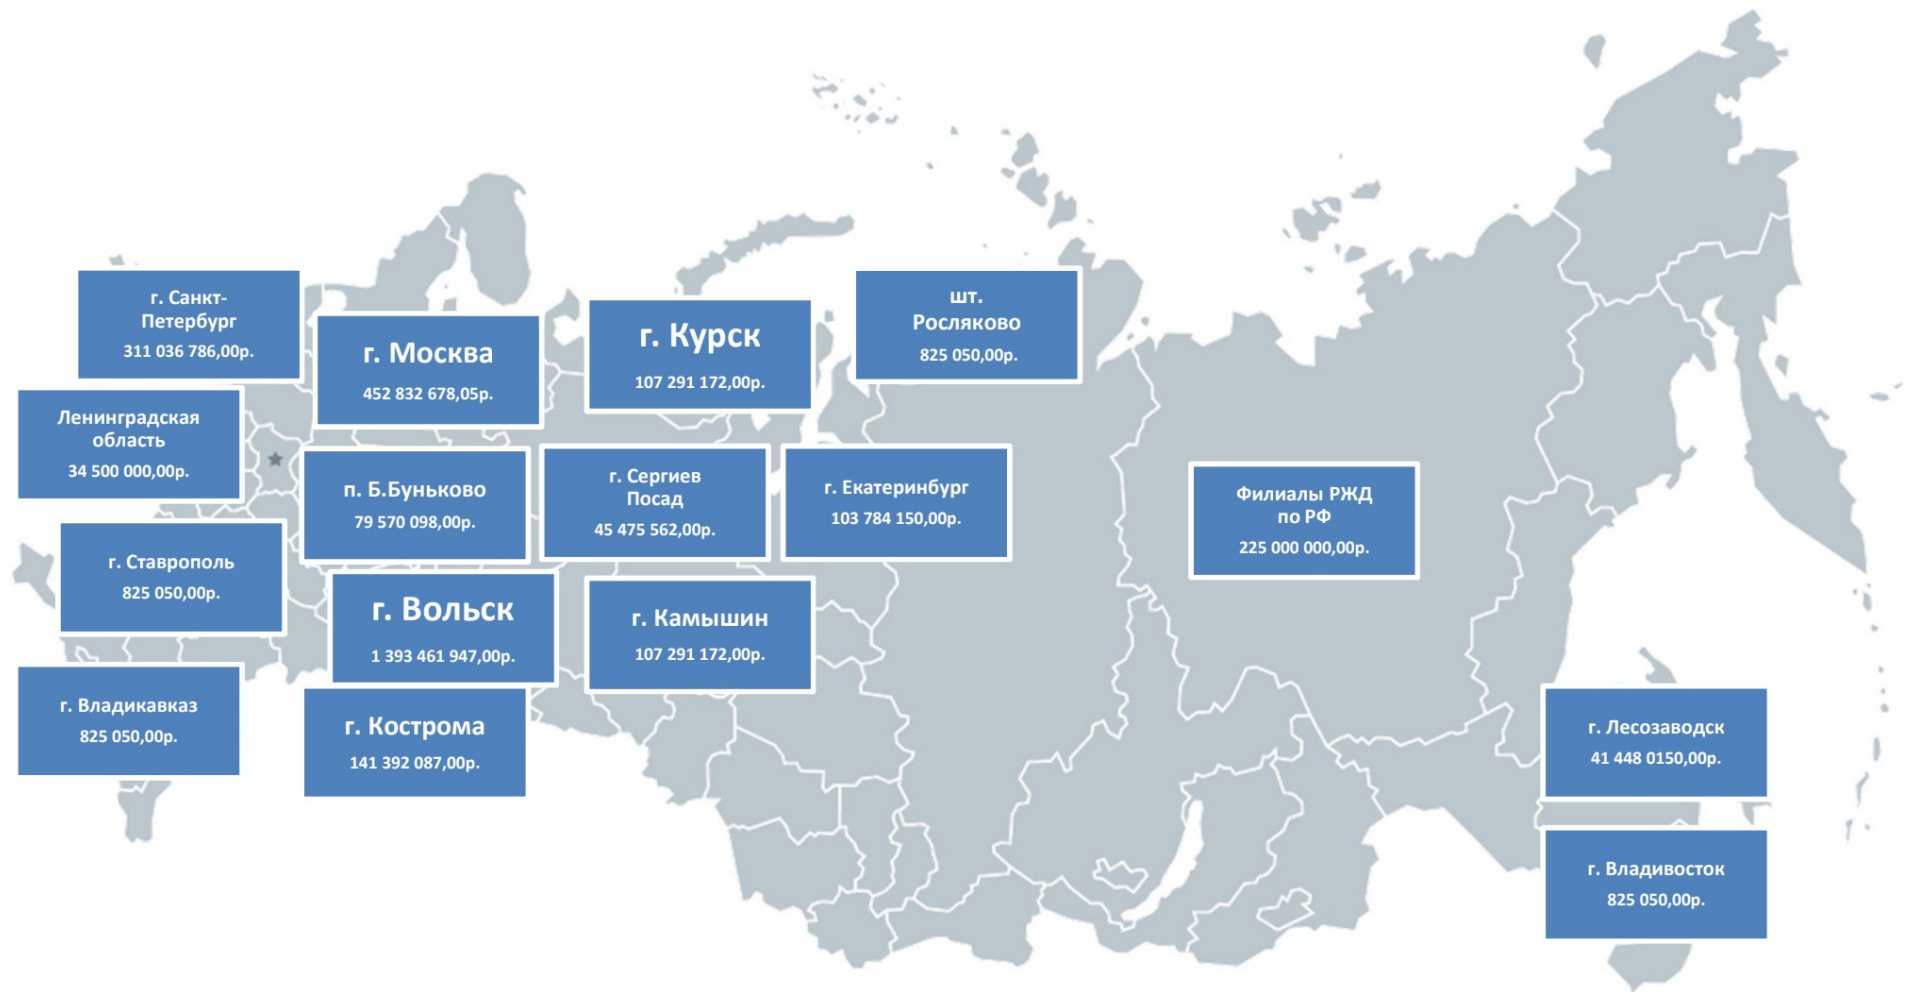 г. Санкт-
Петербург
311 036 786,00р.
г. Москва
452 832 678,05р.
г. Курск
107 291 172,00р.
шт.
Росляково
825 050,00р.
Ленинградская
область
34 500 000,00р.
п. Б.Буньково
79 570 098,00р.
г. Сергиев
Посад
45 475 562,00р.
г. Екатеринбург
103 784 150,00р.
Филиалы РЖД
по РФ
225 000 000,00р.
г. Ставрополь
825 050,00р.
г. Вольск
1 393 461 947,00р.
г. Камышин
107 291 172,00р.
г. Владикавказ
825 050,00р.
г. Кострома
141 392 087,00р.
г. Лесозаводск
41 448 0150,00р.
г. Владивосток
825 050,00р.